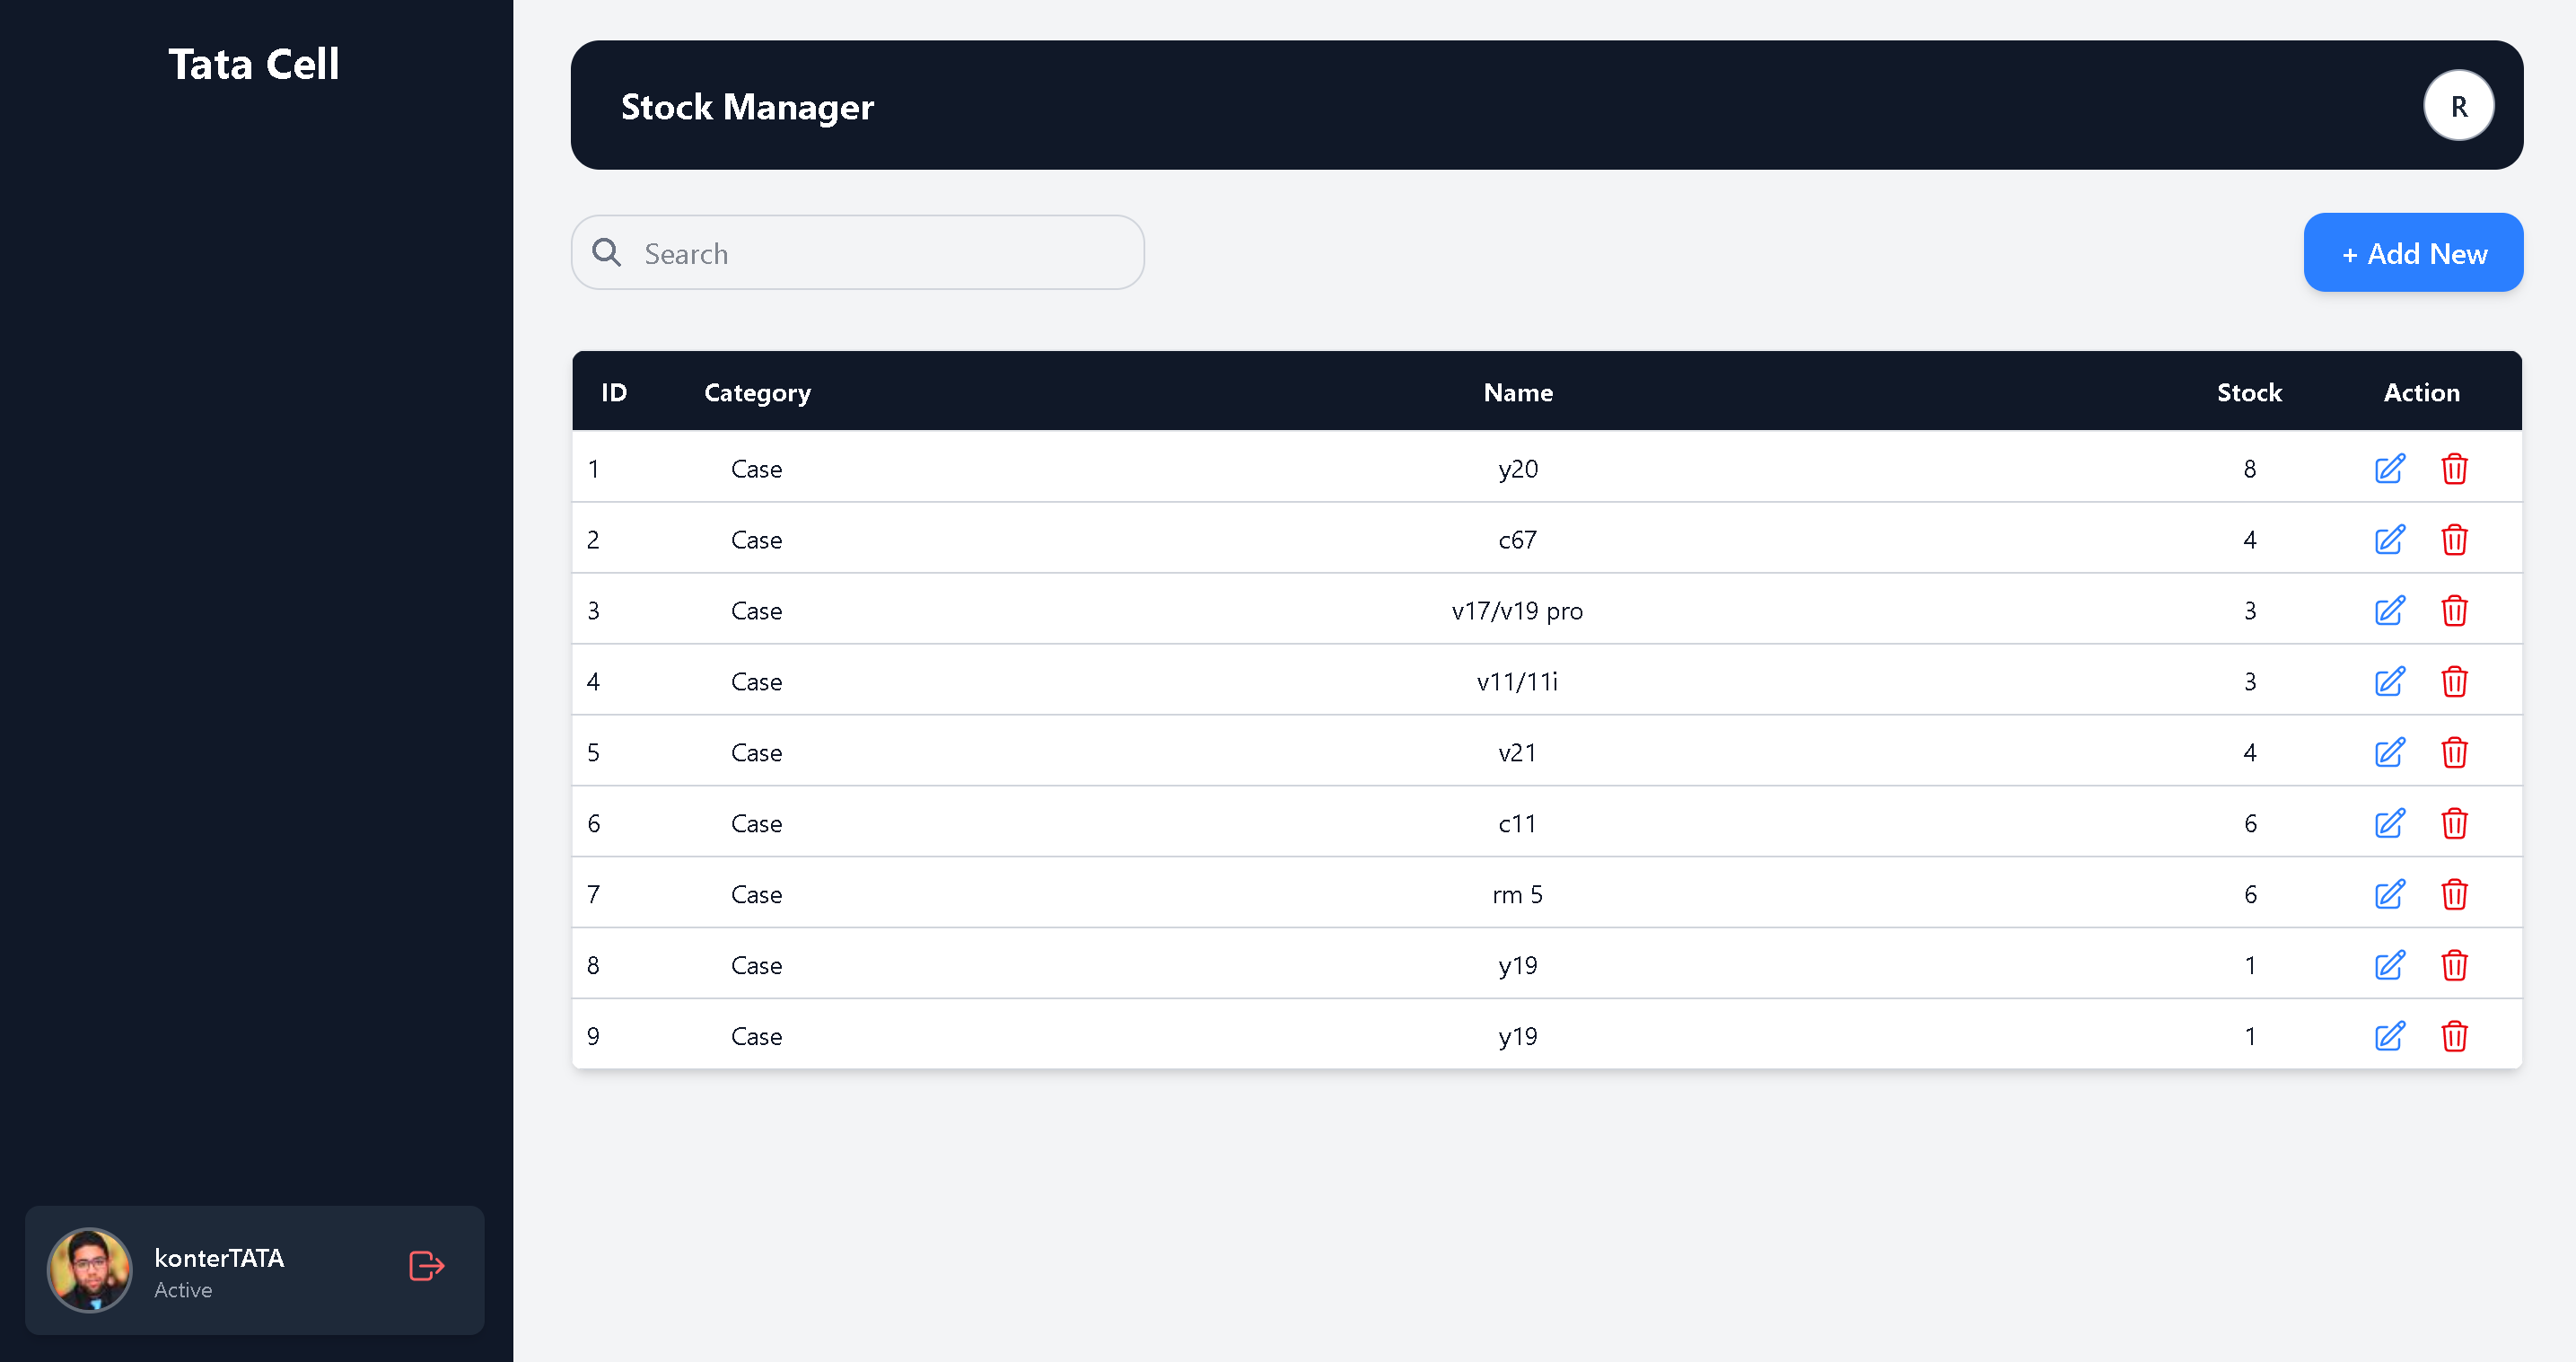 Tata Cell
Stock Manager
R
Search
+ Add New
ID Category Name Stock Action
1 Case y20 8
2 Case c67 4
3 Case v17/v19 pro 3
4 Case v11/11i 3
5 Case v21 4
6 Case c11 6
7 Case rm 5 6
8 Case y19 1
9 Case y19 1
konterTATA
Active